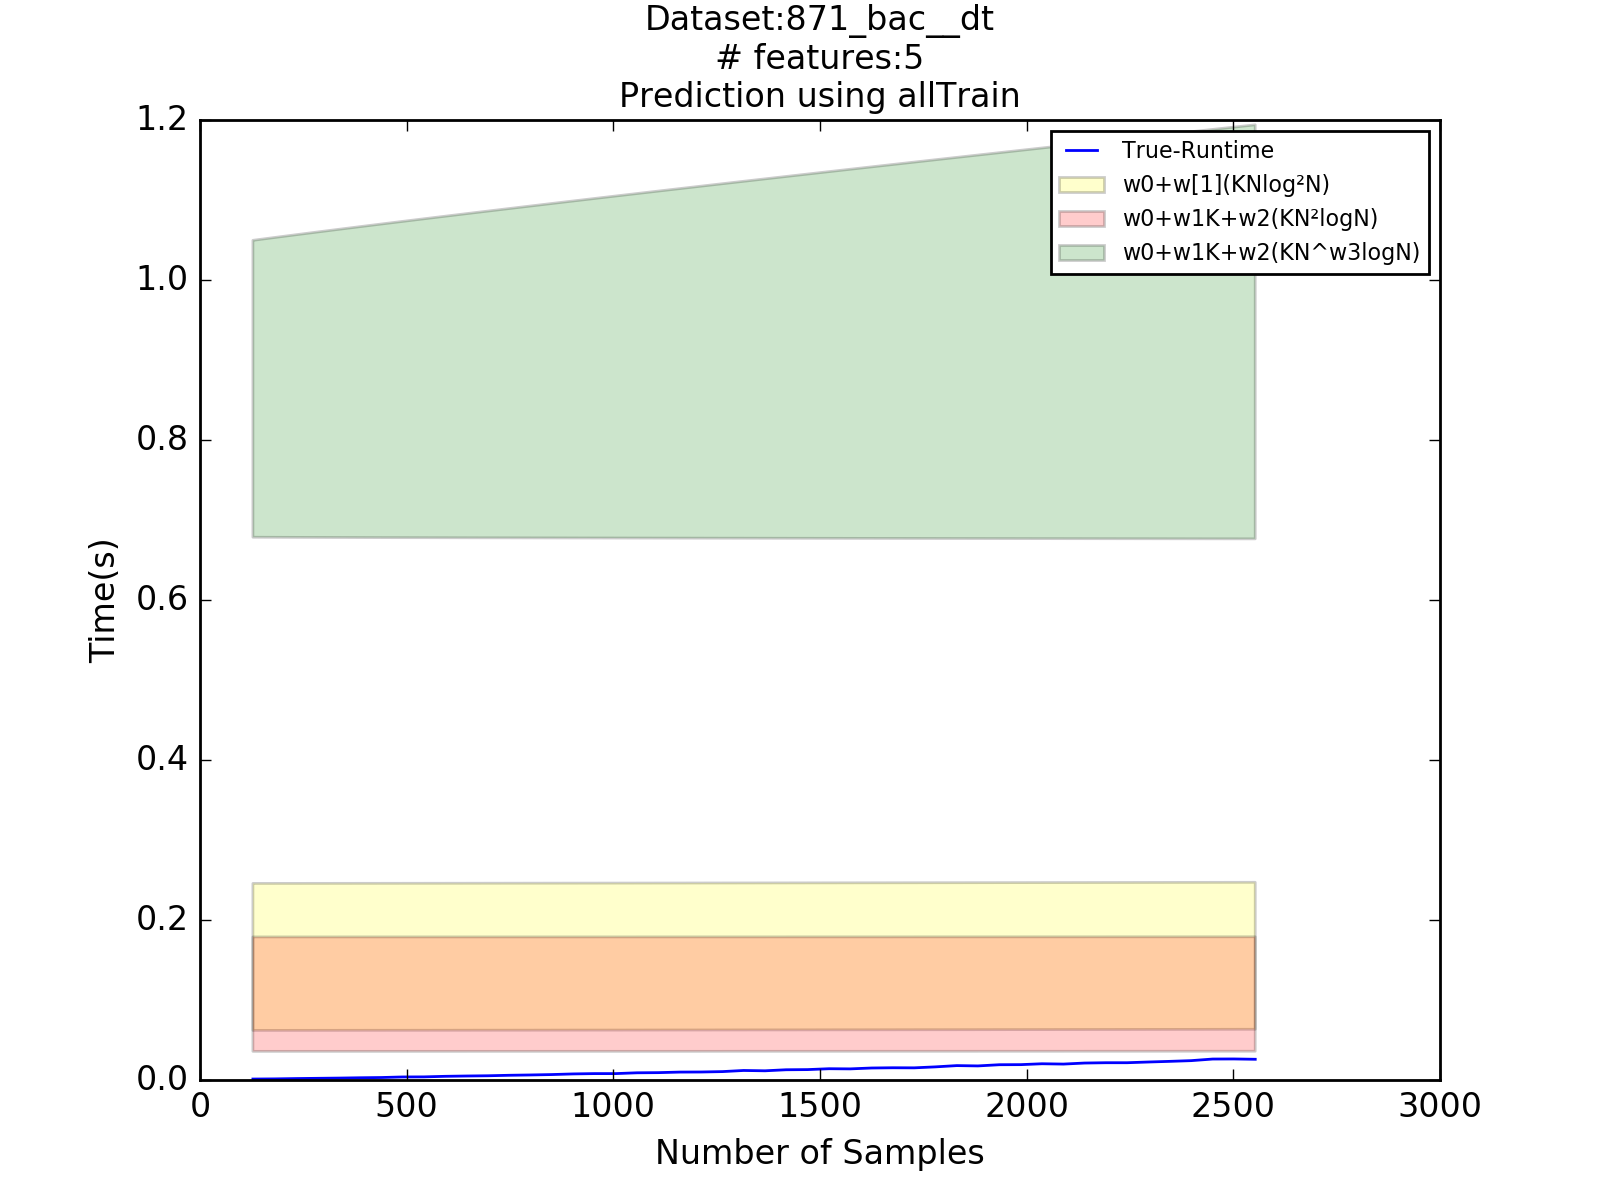 Dataset:871_bac__dt
# features:5
Prediction using allTrain
True-Runtime
w0+w[1](KNlog²N)
w0+w1K+w2(KN²logN)
w0+w1K+w2(KN^w3logN)
1.2
1.0
0.8
0.6
0.4
0.2
0.0
Time(s)
0 500 1000 1500 2000 2500 3000
Number of Samples